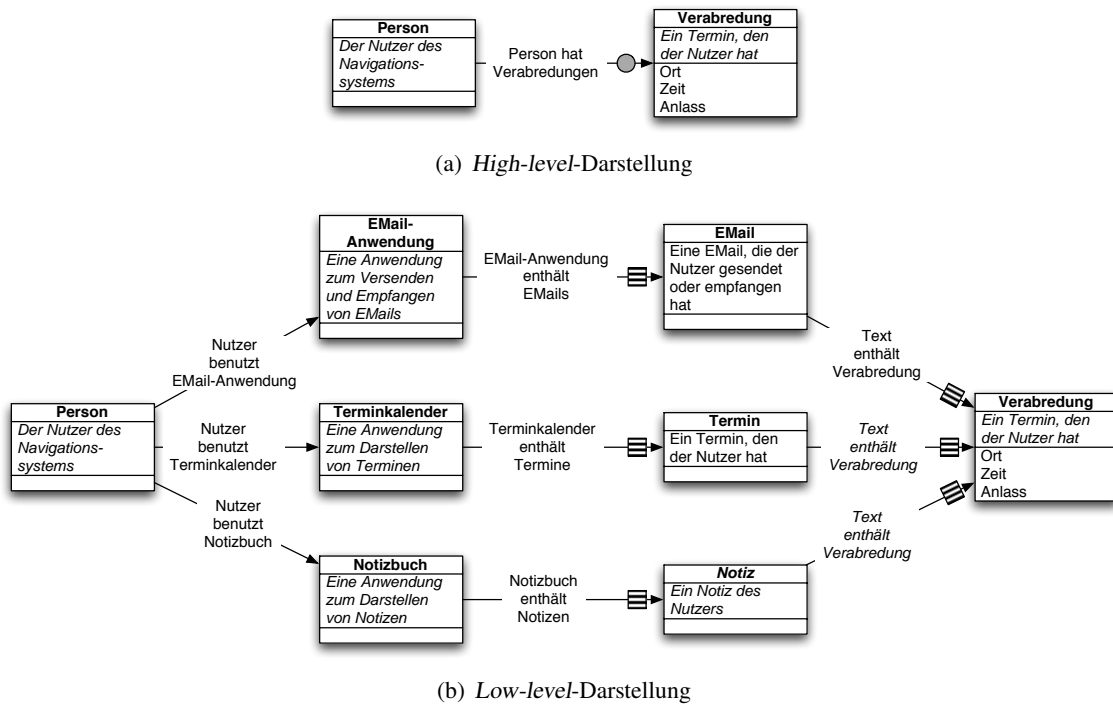 Person
Der Nutzer des
Navigations-
systems
Person hat
Verabredungen
Verabredung
Ein Termin, den
der Nutzer hat
Ort
Zeit
Anlass
(a) High-level-Darstellung
Person
Der Nutzer des
Navigations-
systems
Nutzer
benutzt
EMail-Anwendung
Nutzer
benutzt
Terminkalender
Nutzer
benutzt
Notizbuch
EMail-
Anwendung
Eine Anwendung
zum Versenden
und Empfangen
von EMails
EMail-Anwendung
enthält
EMails
EMail
Eine EMail, die der
Nutzer gesendet
oder empfangen
hat
Text
enthält
Verabredung
Terminkalender
Eine Anwendung
zum Darstellen
von Terminen
Terminkalender
enthält
Termine
Termin
Ein Termin, den
der Nutzer hat
Text
enthält
Verabredung
Notizbuch
Eine Anwendung
zum Darstellen
von Notizen
Notizbuch
enthält
Notizen
Notiz
Ein Notiz des
Nutzers
Text
enthält
Verabredung
Verabredung
Ein Termin, den
der Nutzer hat
Ort
Zeit
Anlass
(b) Low-level-Darstellung